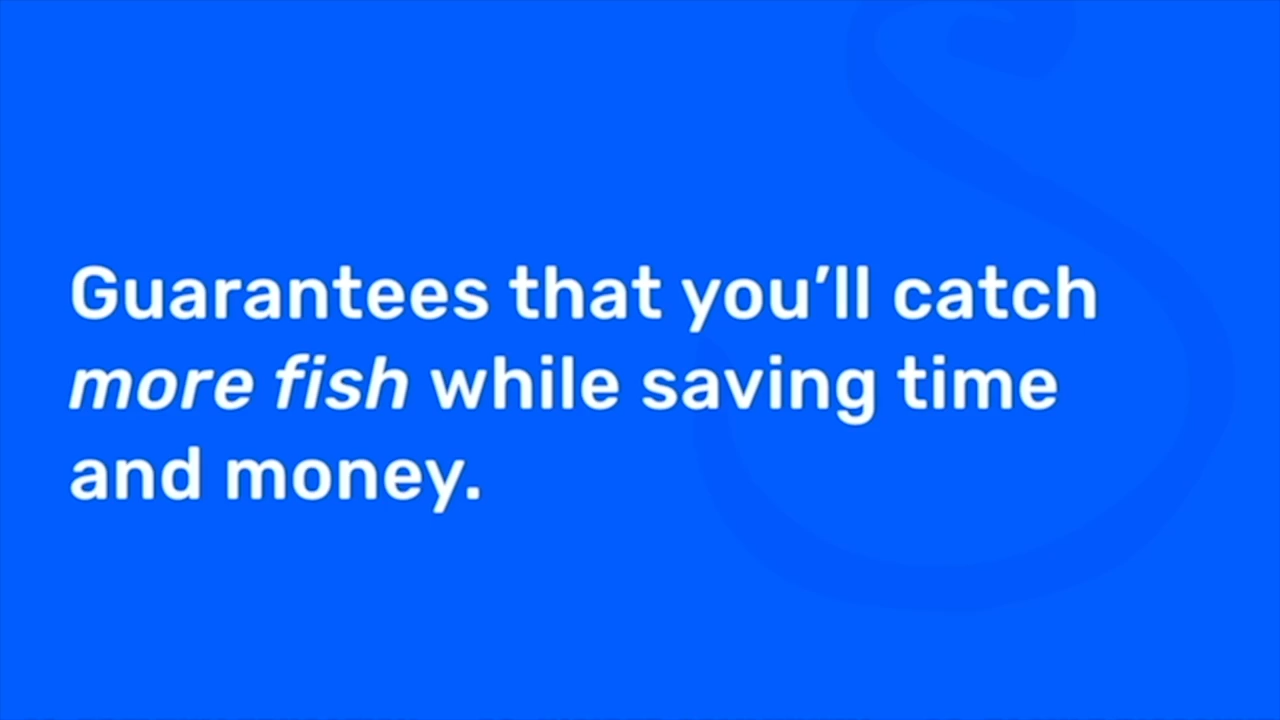 Guarantees that you’ll catch
more fish while saving time
and money.